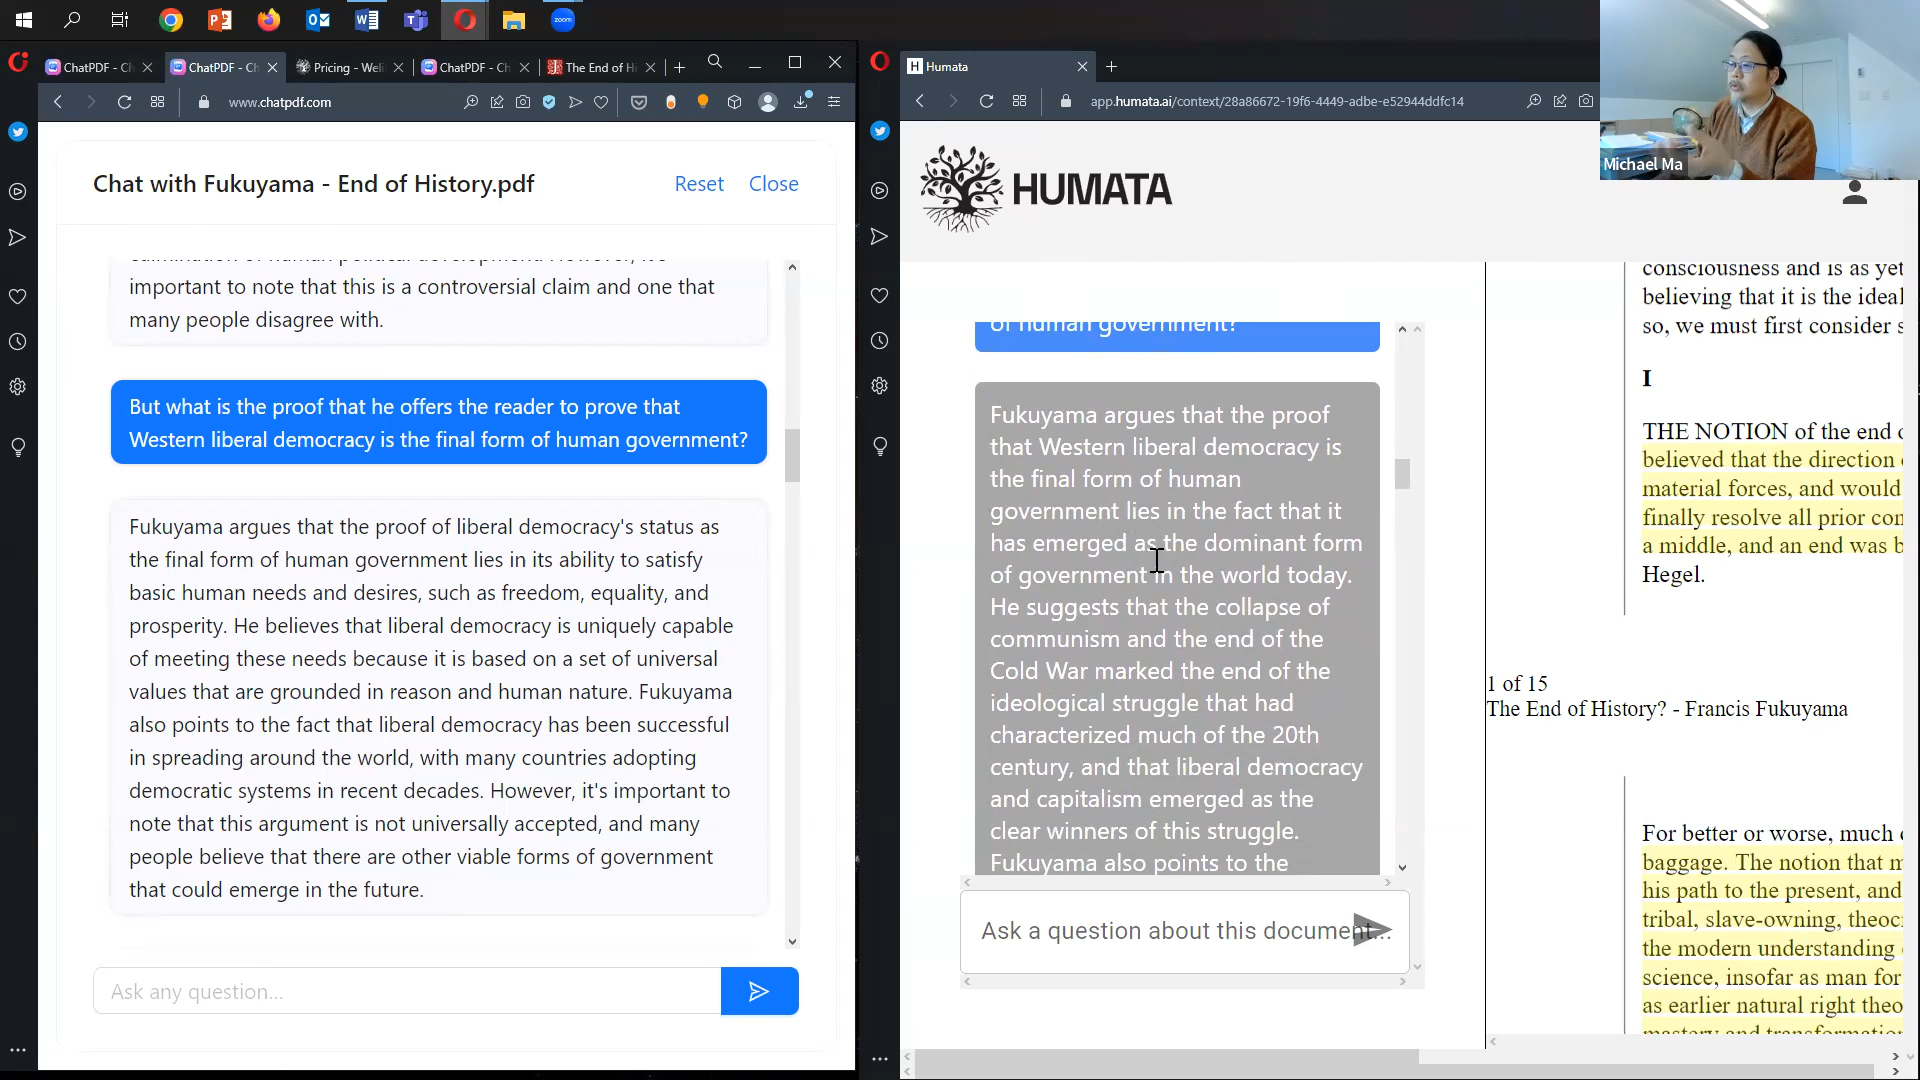 zoom
ChatPDF - Ch
ChatPDF - Ch
Pricing - Weli
ChatPDF - Ch
The End of Hi
www.chatpdf.com
Chat with Fukuyama - End of History.pdf
Reset
Close
important to note that this is a controversial claim and one that
many people disagree with.
But what is the proof that he offers the reader to prove that
Western liberal democracy is the final form of human government?
Fukuyama argues that the proof of liberal democracy's status as
the final form of human government lies in its ability to satisfy
basic human needs and desires, such as freedom, equality, and
prosperity. He believes that liberal democracy is uniquely capable
of meeting these needs because it is based on a set of universal
values that are grounded in reason and human nature. Fukuyama
also points to the fact that liberal democracy has been successful
in spreading around the world, with many countries adopting
democratic systems in recent decades. However, it's important to
note that this argument is not universally accepted, and many
people believe that there are other viable forms of government
that could emerge in the future.
Ask any question...
Humata
app.humata.ai/context/28a86672-19f6-4449-adbe-e52944ddfc14
Michael Ma
HUMATA
of human government?
Fukuyama argues that the proof
that Western liberal democracy is
the final form of human
government lies in the fact that it
has emerged as the dominant form
of government in the world today.
He suggests that the collapse of
communism and the end of the
Cold War marked the end of the
ideological struggle that had
characterized much of the 20th
century, and that liberal democracy
and capitalism emerged as the
clear winners of this struggle.
Fukuyama also points to the
Ask a question about this document...
consciousness and is as yet
believing that it is the ideal
so, we must first consider s
I
THE NOTION of the end o
believed that the direction
material forces, and would
finally resolve all prior con
a middle, and an end was b
Hegel.
1 of 15
The End of History? - Francis Fukuyama
For better or worse, much o
baggage. The notion that m
his path to the present, and
tribal, slave-owning, theoc
the modern understanding
science, insofar as man for
as earlier natural right theo
mastery and transformation